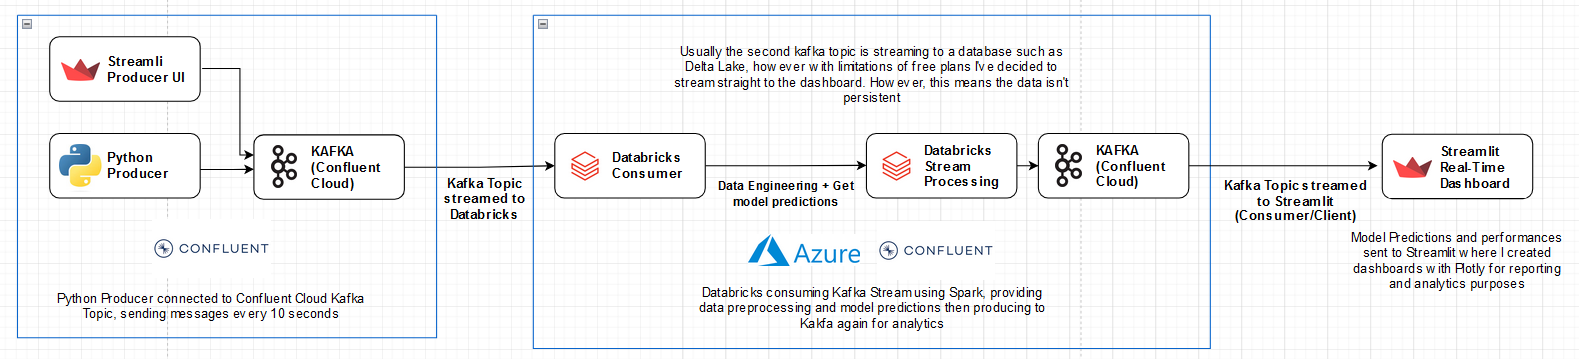 Streamli
Producer UI
Python
Producer
KAFKA
(Confluent
Cloud)
CONFLUENT
Python Producer connected to Confluent Cloud Kafka
Topic, sending messages every 10 seconds
Kafka Topic
streamed to
Databricks
Usually the second kafka topic is streaming to a database such as
Delta Lake, however with limitations of free plans I've decided to
stream straight to the dashboard. However, this means the data isn't
persistent
Databricks
Consumer
Data Engineering + Get
model predictions
Databricks
Stream
Processing
KAFKA
(Confluent
Cloud)
Azure
CONFLUENT
Databricks consuming Kafka Stream using Spark, providing
data preprocessing and model predictions then producing to
Kakfa again for analytics
Kafka Topic streamed
to Streamlit
(Consumer/Client)
Streamlit
Real-Time
Dashboard
Model Predictions and performances
sent to Streamlit where I created
dashboards with Plotly for reporting
and analytics purposes